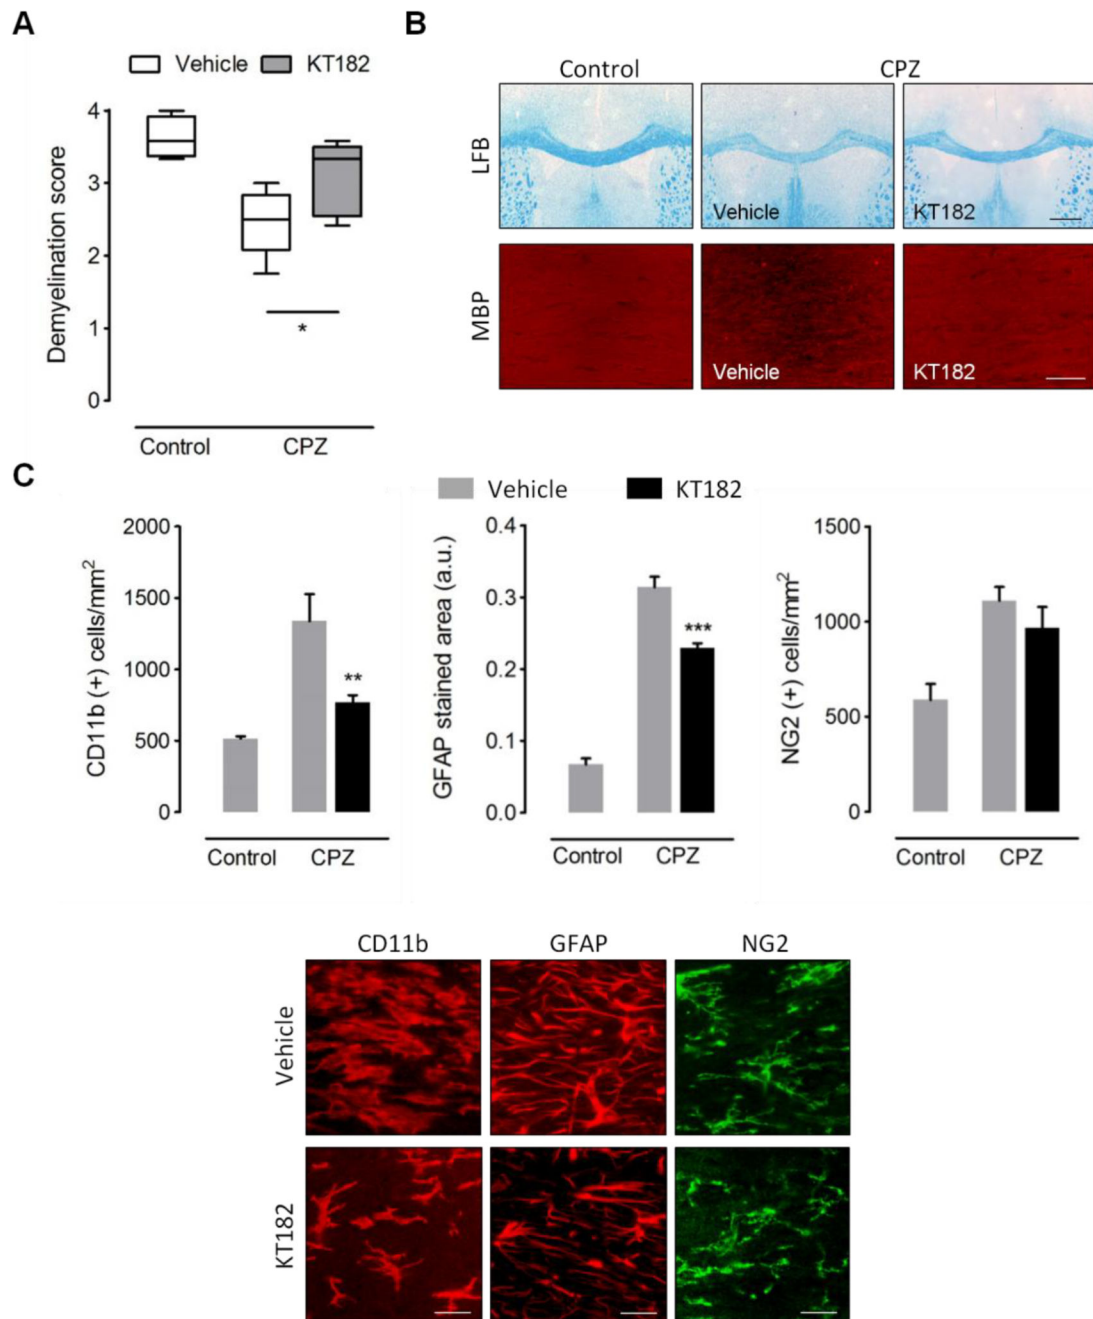 A
Vehicle KT182
Demyelination score
4
3
2
1
0
*
Control CPZ
B
Control CPZ
LFB
Vehicle KT182
MBP
Vehicle KT182
C
Vehicle KT182
CD11b (+) cells/mm²
2000
1500
1000
500
0
**
Control CPZ
GFAP stained area (a.u.)
0.4
0.3
0.2
0.1
0.0
***
Control CPZ
NG2 (+) cells/mm²
1500
1000
500
0
Control CPZ
CD11b GFAP NG2
Vehicle
KT182